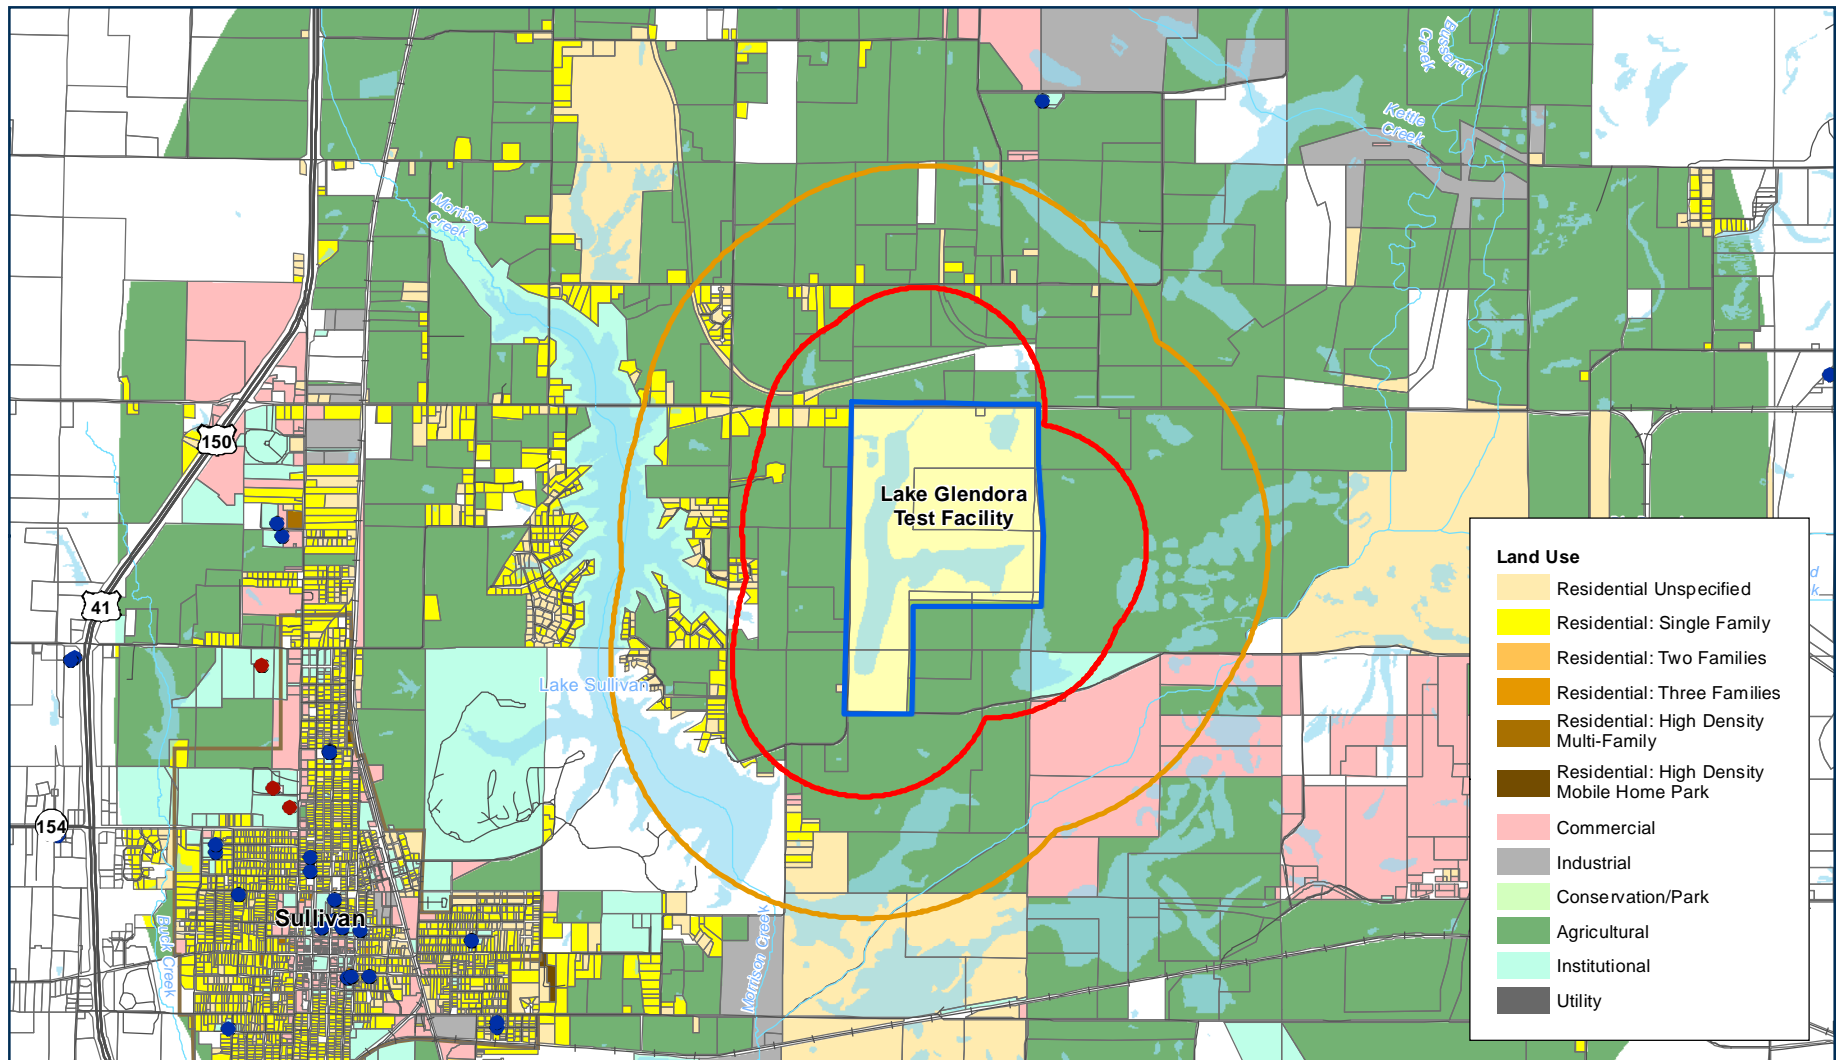 Busseron
Creek
Kettle
Creek
Morrison
Creek
150
Lake Glendora
Test Facility
41
Lake Sullivan
154
Sullivan
Buck Creek
Morrison Creek
Land Use
Residential Unspecified
Residential: Single Family
Residential: Two Families
Residential: Three Families
Residential: High Density
Multi-Family
Residential: High Density
Mobile Home Park
Commercial
Industrial
Conservation/Park
Agricultural
Institutional
Utility